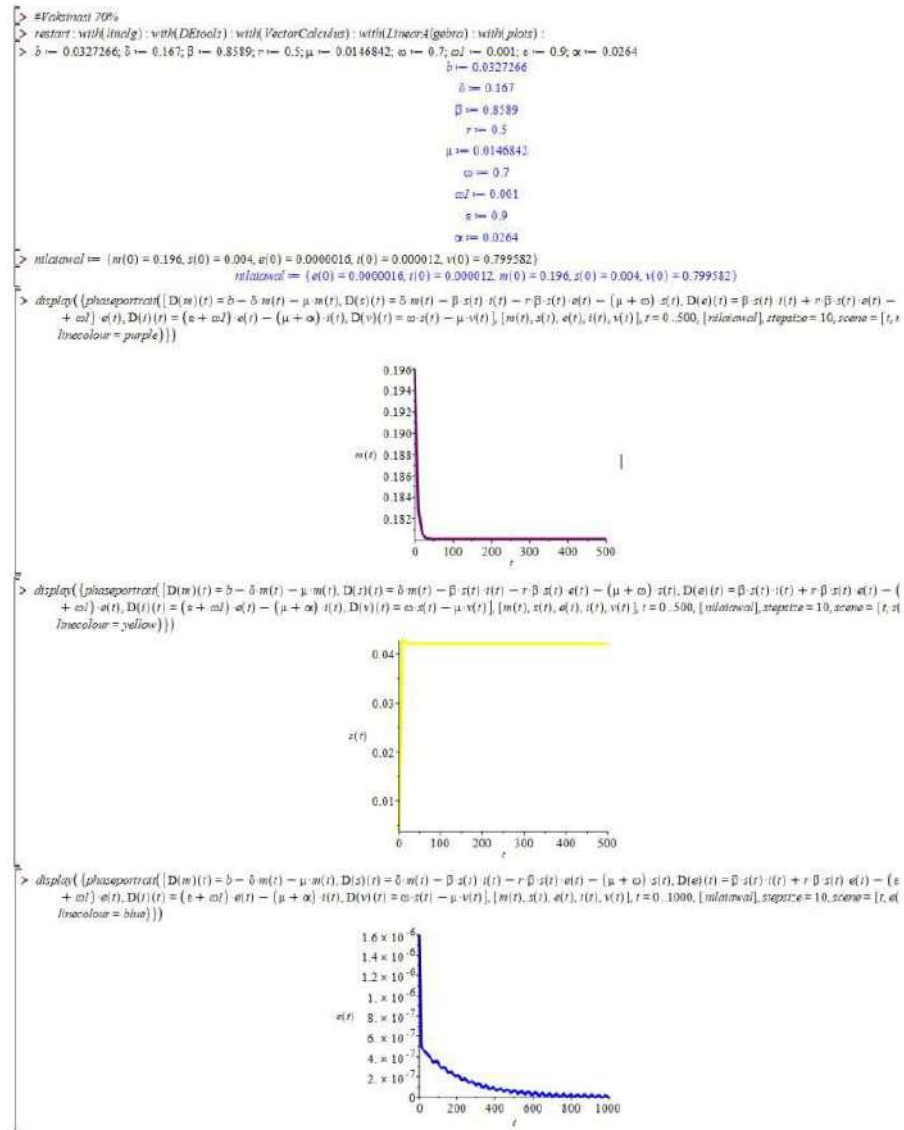 > #Vaksinasi 70%
> restart : with(linalg) : with(DEtools) : with(VectorCalculus) : with(LinearAlgebra) : with(plots) :
> b := 0.0327266; δ := 0.167; β := 0.8589; r := 0.5; μ := 0.0146842; ω := 0.7; ω1 := 0.001; ε := 0.9; α := 0.0264
b := 0.0327266
δ := 0.167
β := 0.8589
r := 0.5
μ := 0.0146842
ω := 0.7
ω1 := 0.001
ε := 0.9
α := 0.0264
> nilaiawal := {m(0) = 0.196, s(0) = 0.004, e(0) = 0.0000016, i(0) = 0.000012, v(0) = 0.799582}
nilaiawal := {e(0) = 0.0000016, i(0) = 0.000012, m(0) = 0.196, s(0) = 0.004, v(0) = 0.799582}
> display({phaseportrait([D(m)(t) = b − δ·m(t) − μ·m(t), D(s)(t) = δ·m(t) − β·s(t)·i(t) − r·β·s(t)·e(t) − (μ + ω)·s(t), D(e)(t) = β·s(t)·i(t) + r·β·s(t)·e(t) −
+ ω1)·e(t), D(i)(t) = (ε + ω1)·e(t) − (μ + α)·i(t), D(v)(t) = ω·s(t) − μ·v(t)], [m(t), s(t), e(t), i(t), v(t)], t = 0..500, [nilaiawal], stepsize = 10, scene = [t,
linecolour = purple)})
0.196
0.194
0.192
0.190
m(t) 0.188
0.186
0.184
0.182
0 100 200 300 400 500
t
> display({phaseportrait([D(m)(t) = b − δ·m(t) − μ·m(t), D(s)(t) = δ·m(t) − β·s(t)·i(t) − r·β·s(t)·e(t) − (μ + ω)·s(t), D(e)(t) = β·s(t)·i(t) + r·β·s(t)·e(t) − (
+ ω1)·e(t), D(i)(t) = (ε + ω1)·e(t) − (μ + α)·i(t), D(v)(t) = ω·s(t) − μ·v(t)], [m(t), s(t), e(t), i(t), v(t)], t = 0..500, [nilaiawal], stepsize = 10, scene = [t, s(
linecolour = yellow)})
0.04
0.03
s(t)
0.02
0.01
0 100 200 300 400 500
t
> display({phaseportrait([D(m)(t) = b − δ·m(t) − μ·m(t), D(s)(t) = δ·m(t) − β·s(t)·i(t) − r·β·s(t)·e(t) − (μ + ω)·s(t), D(e)(t) = β·s(t)·i(t) + r·β·s(t)·e(t) − (ε
+ ω1)·e(t), D(i)(t) = (ε + ω1)·e(t) − (μ + α)·i(t), D(v)(t) = ω·s(t) − μ·v(t)], [m(t), s(t), e(t), i(t), v(t)], t = 0..1000, [nilaiawal], stepsize = 10, scene = [t, e(
linecolour = blue)})
1.6 × 10⁻⁶
1.4 × 10⁻⁶
1.2 × 10⁻⁶
1. × 10⁻⁶
e(t) 8. × 10⁻⁷
6. × 10⁻⁷
4. × 10⁻⁷
2. × 10⁻⁷
0
0 200 400 600 800 1000
t